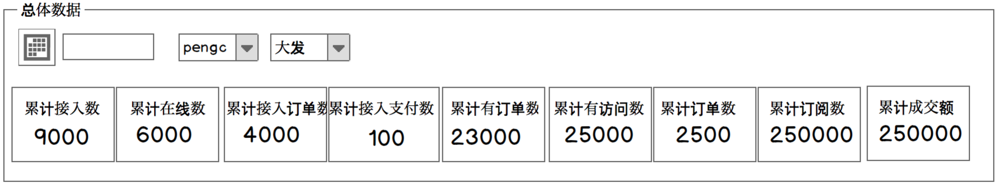 总体数据
pengc 大发
累计接入数 累计在线数 累计接入订单数 累计接入支付数 累计有订单数 累计有访问数 累计订单数 累计订阅数 累计成交额
9000 6000 4000 100 23000 25000 2500 250000 250000